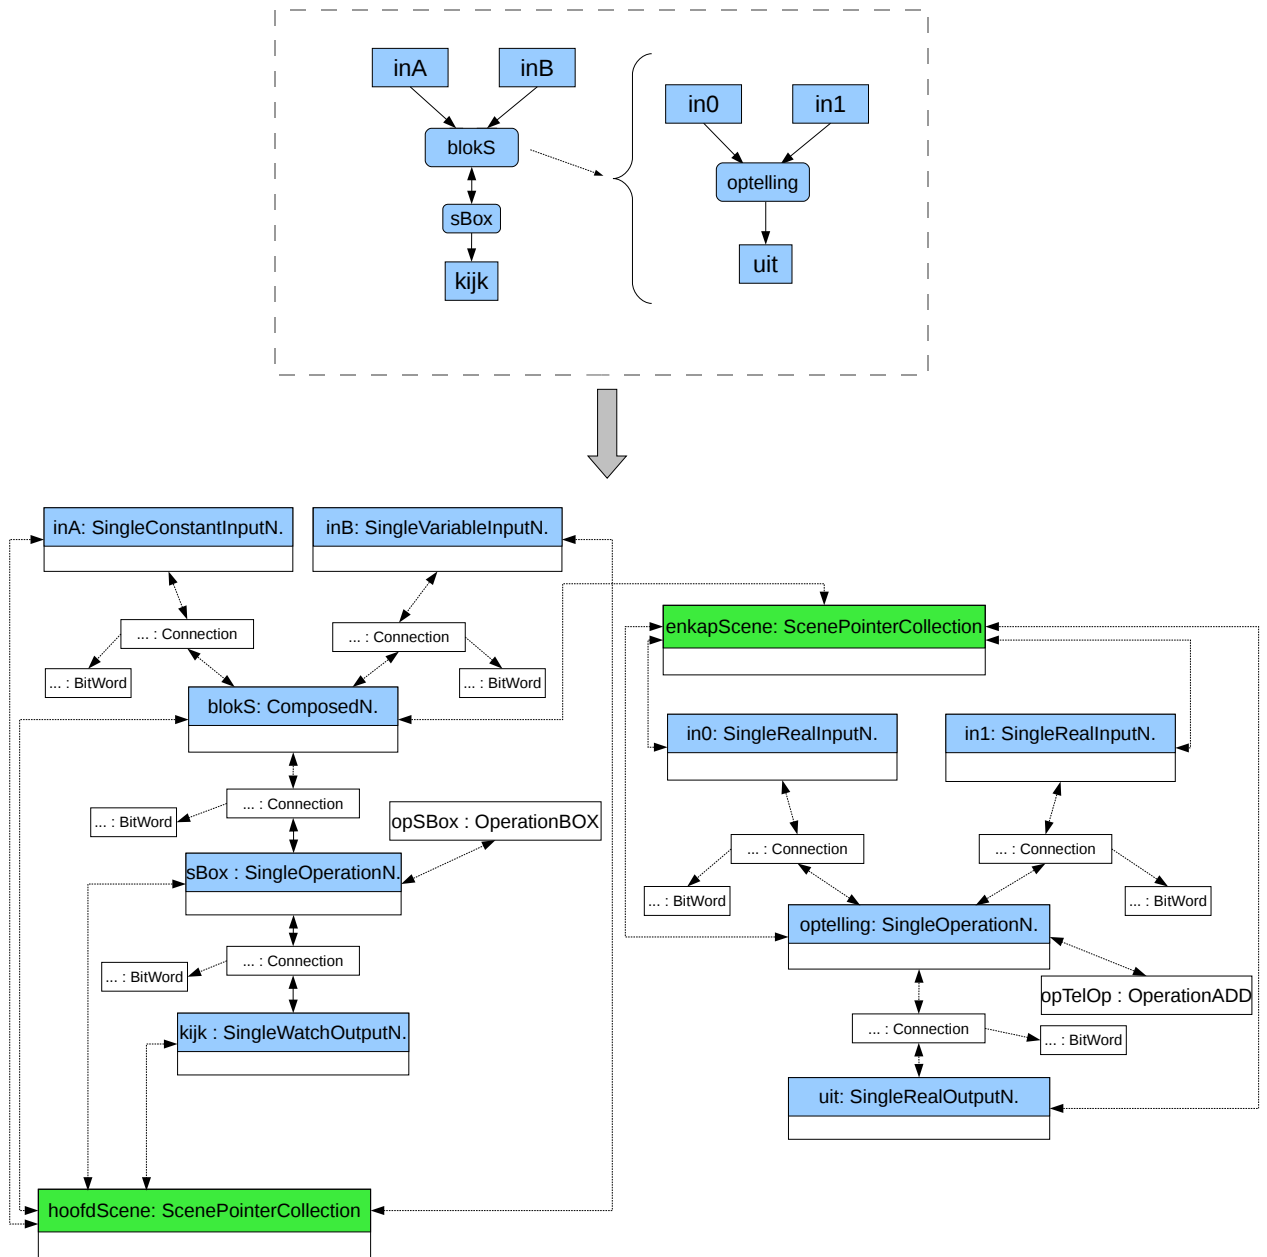 inA
inB
in0
in1
blokS
optelling
sBox
kijk
uit
inA: SingleConstantInputN.
inB: SingleVariableInputN.
enkapScene: ScenePointerCollection
... : Connection
... : Connection
... : BitWord
... : BitWord
blokS: ComposedN.
in0: SingleRealInputN.
in1: SingleRealInputN.
... : Connection
... : BitWord
opSBox : OperationBOX
... : Connection
... : Connection
sBox : SingleOperationN.
... : BitWord
... : BitWord
optelling: SingleOperationN.
... : Connection
... : BitWord
opTelOp : OperationADD
kijk : SingleWatchOutputN.
... : Connection
... : BitWord
uit: SingleRealOutputN.
hoofdScene: ScenePointerCollection